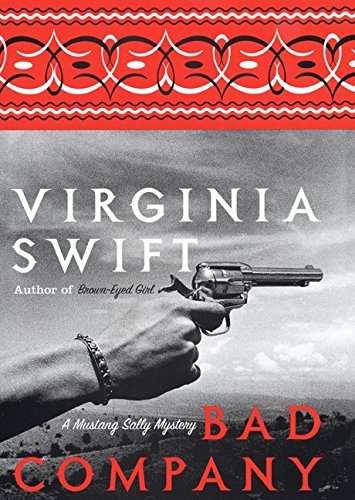 VIRGINIA
SWIFT
Author of Brown-Eyed Girl
A Mustang Sally Mystery
BAD
COMPANY